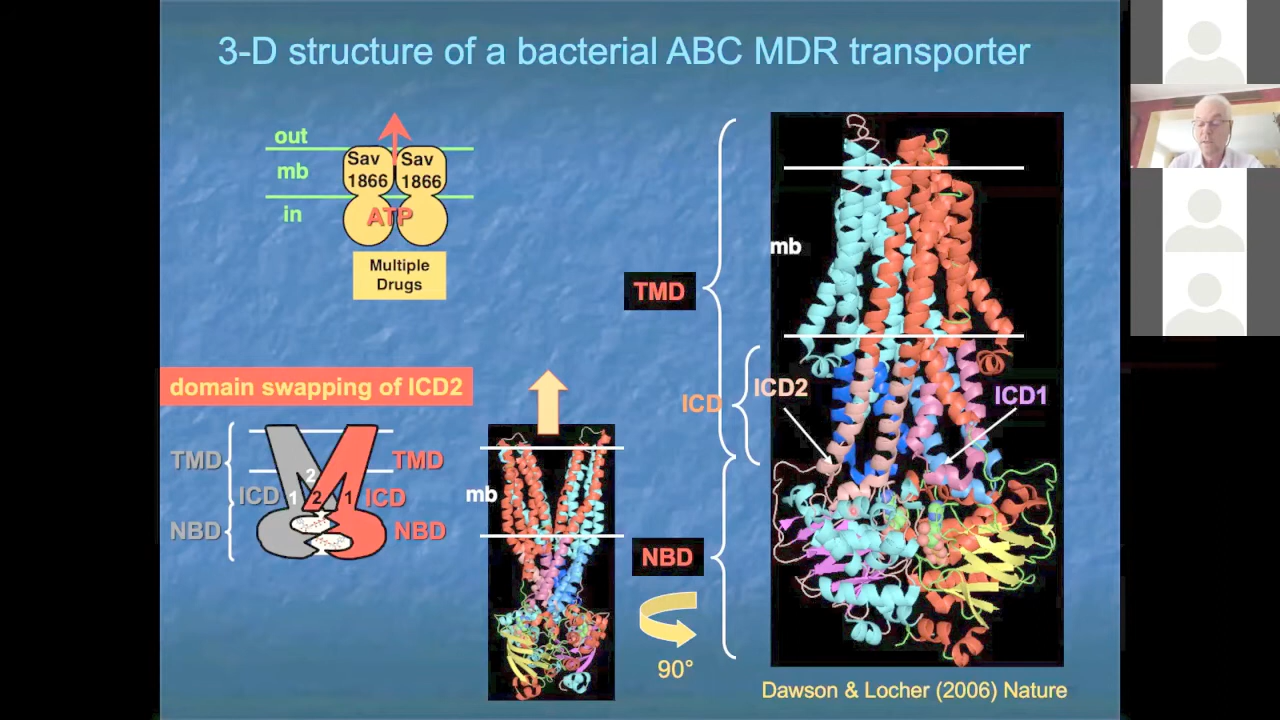 3-D structure of a bacterial ABC MDR transporter
out
mb
in
Sav
1866
Sav
1866
ATP
Multiple
Drugs
domain swapping of ICD2
TMD
ICD
NBD
2
1
2
1
TMD
ICD
NBD
mb
90°
TMD
NBD
mb
ICD
ICD2
ICD1
Dawson & Locher (2006) Nature